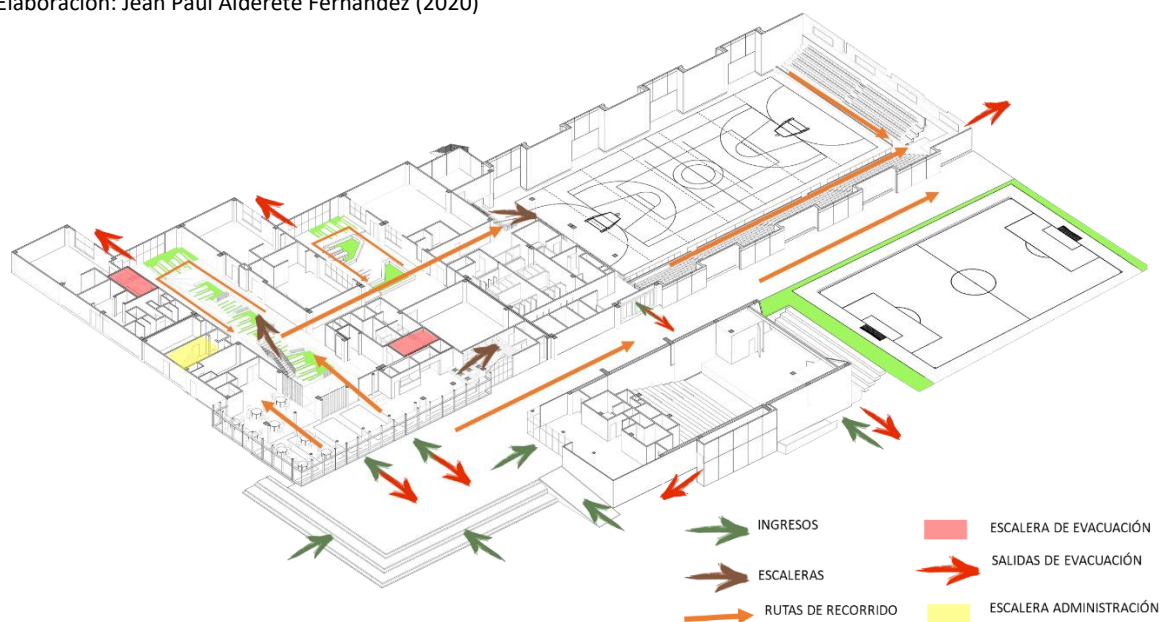 Elaboración: Jean Paul Alderete Fernández (2020)
INGRESOS
ESCALERAS
RUTAS DE RECORRIDO
ESCALERA DE EVACUACIÓN
SALIDAS DE EVACUACIÓN
ESCALERA ADMINISTRACIÓN